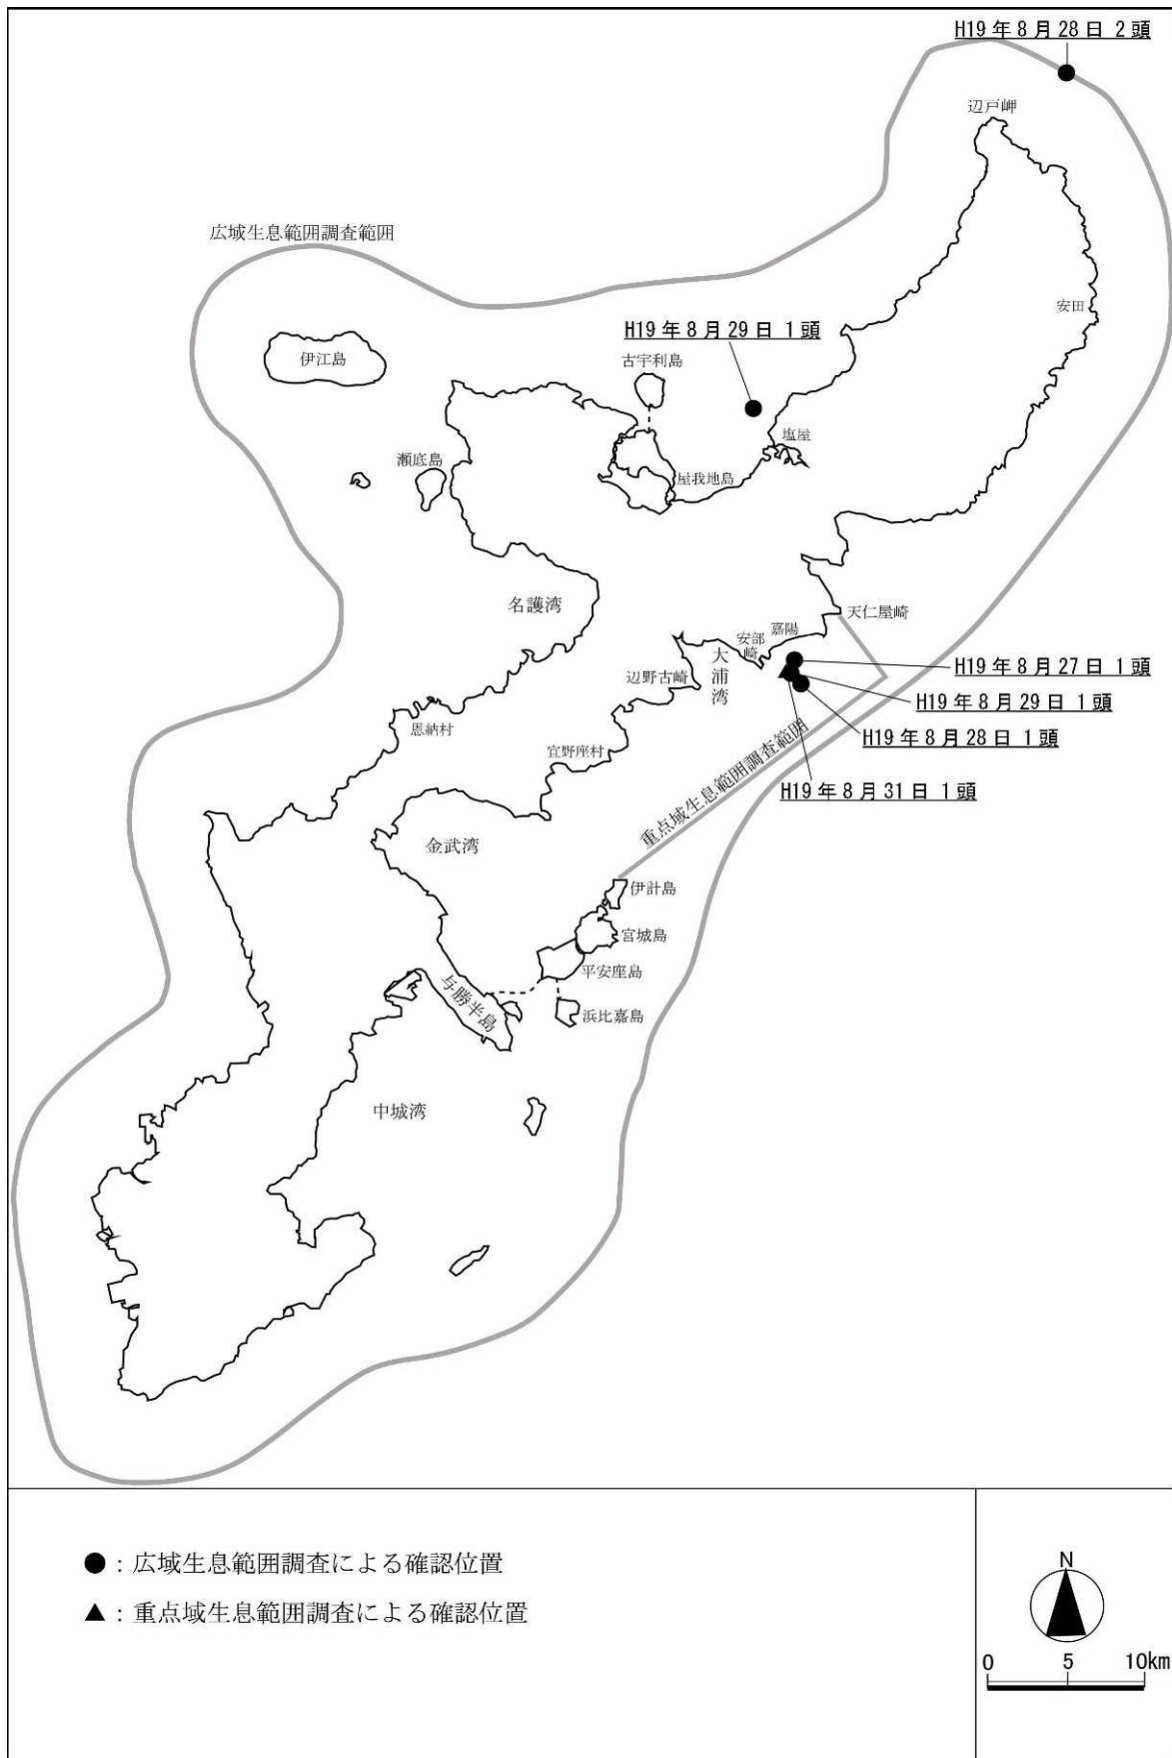 H19年8月28日 2頭
辺戸岬
広域生息範囲調査範囲
安田
H19年8月29日 1頭
伊江島
古宇利島
塩屋
瀬底島
屋我地島
名護湾
天仁屋崎
嘉陽
安部崎
大浦湾
辺野古崎
H19年8月27日 1頭
H19年8月29日 1頭
恩納村
H19年8月28日 1頭
宜野座村
重点域生息範囲調査範囲
H19年8月31日 1頭
金武湾
伊計島
宮城島
平安座島
与勝半島
浜比嘉島
中城湾
●：広域生息範囲調査による確認位置
▲：重点域生息範囲調査による確認位置
N
0 5 10km